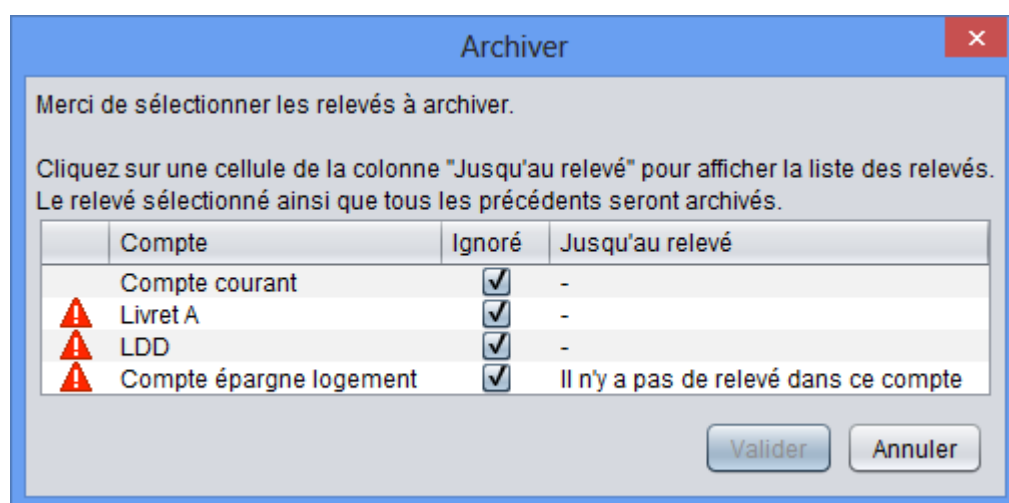 Archiver
Merci de sélectionner les relevés à archiver.
Cliquez sur une cellule de la colonne "Jusqu'au relevé" pour afficher la liste des relevés.
Le relevé sélectionné ainsi que tous les précédents seront archivés.
Compte Ignoré Jusqu'au relevé
Compte courant -
Livret A -
LDD -
Compte épargne logement Il n'y a pas de relevé dans ce compte
Valider Annuler